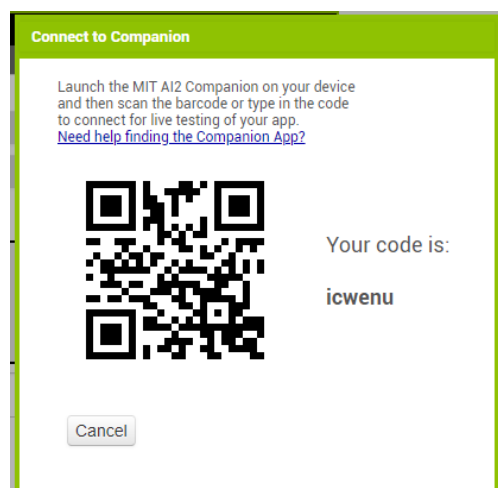 Connect to Companion
Launch the MIT AI2 Companion on your device
and then scan the barcode or type in the code
to connect for live testing of your app.
Need help finding the Companion App?
Your code is:
icwenu
Cancel